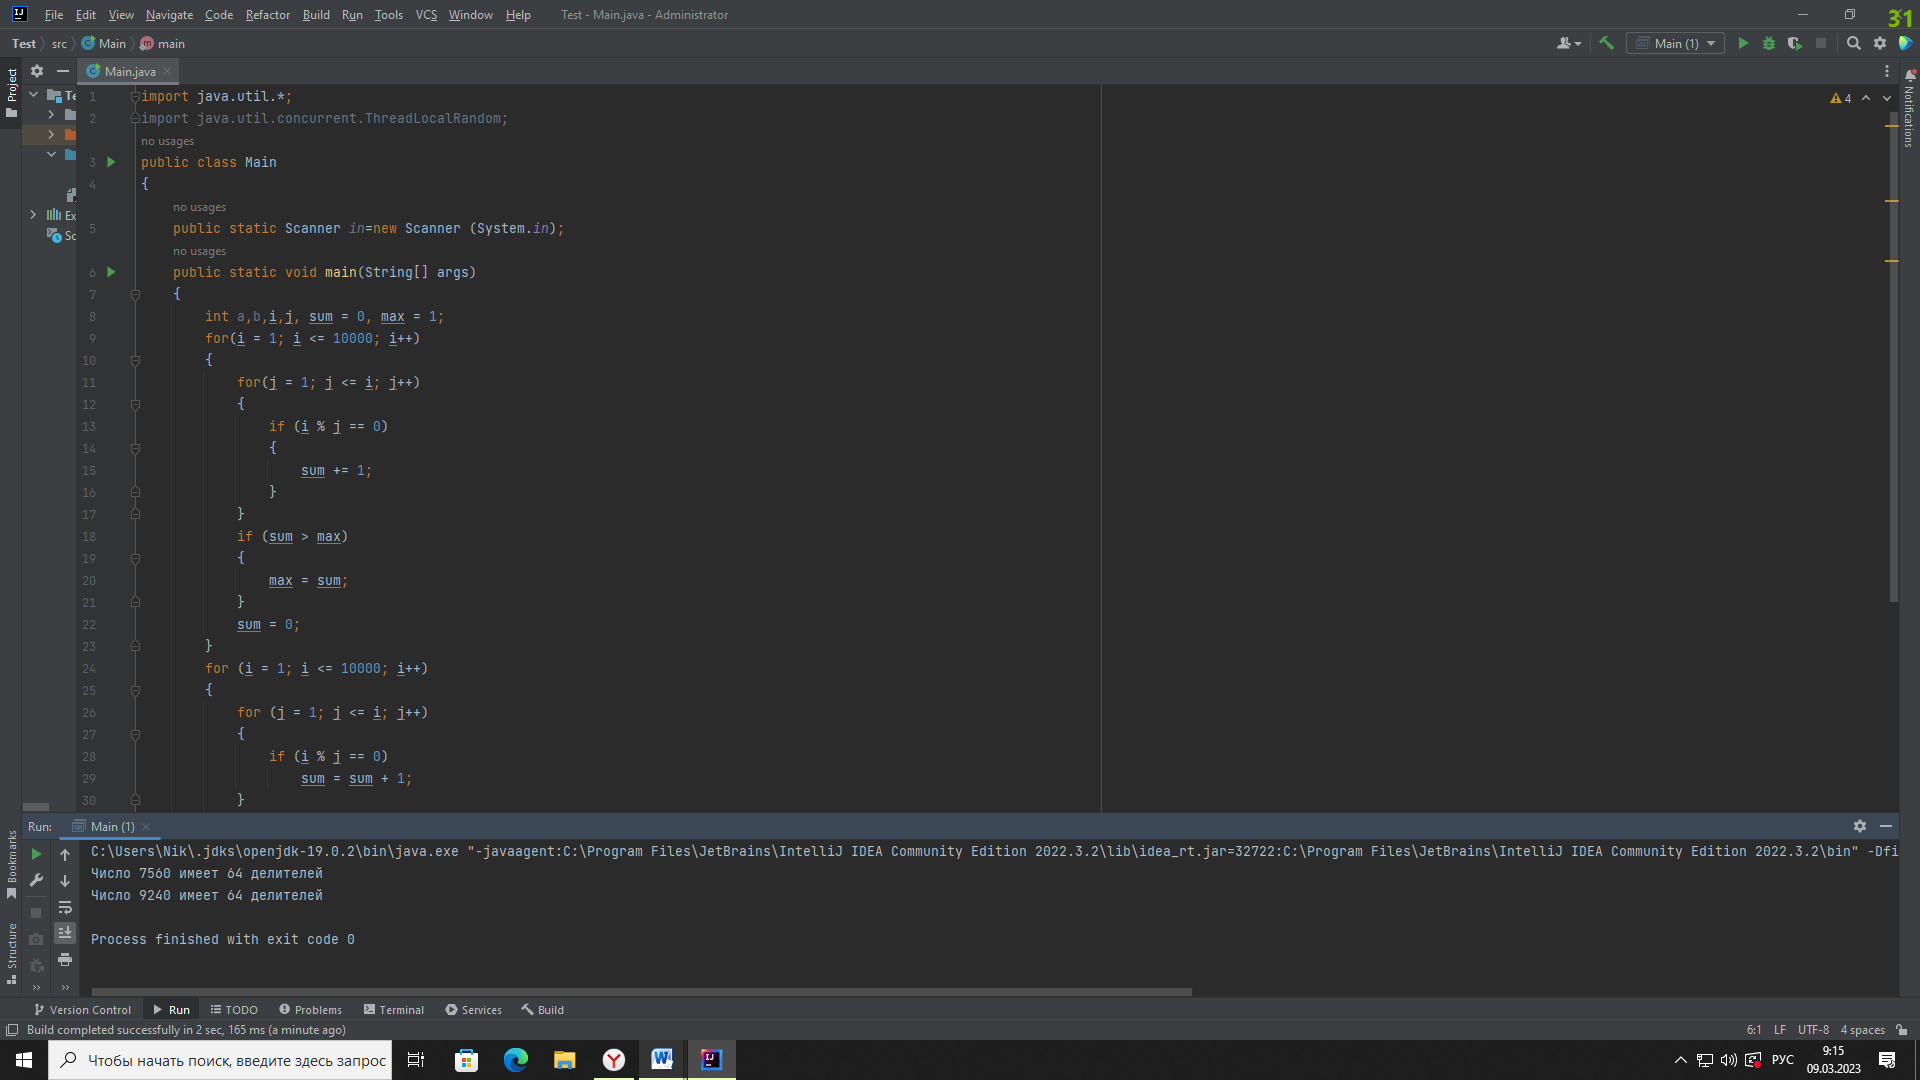 File Edit View Navigate Code Refactor Build Run Tools VCS Window Help Test - Main.java - Administrator
31
Test src Main main
Main (1)
Project
Main.java
Notifications
Te
Ex
Sc
4
1 import java.util.*;
2 import java.util.concurrent.ThreadLocalRandom;
no usages
3 public class Main
4 {
no usages
5 public static Scanner in=new Scanner (System.in);
no usages
6 public static void main(String[] args)
7 {
8 int a,b,i,j, sum = 0, max = 1;
9 for(i = 1; i <= 10000; i++)
10 {
11 for(j = 1; j <= i; j++)
12 {
13 if (i % j == 0)
14 {
15 sum += 1;
16 }
17 }
18 if (sum > max)
19 {
20 max = sum;
21 }
22 sum = 0;
23 }
24 for (i = 1; i <= 10000; i++)
25 {
26 for (j = 1; j <= i; j++)
27 {
28 if (i % j == 0)
29 sum = sum + 1;
30 }
Run: Main (1)
Bookmarks
Structure
C:\Users\Nik\.jdks\openjdk-19.0.2\bin\java.exe "-javaagent:C:\Program Files\JetBrains\IntelliJ IDEA Community Edition 2022.3.2\lib\idea_rt.jar=32722:C:\Program Files\JetBrains\IntelliJ IDEA Community Edition 2022.3.2\bin" -Dfi
Число 7560 имеет 64 делителей
Число 9240 имеет 64 делителей
Process finished with exit code 0
Version Control Run TODO Problems Terminal Services Build
Build completed successfully in 2 sec, 165 ms (a minute ago) 6:1 LF UTF-8 4 spaces
Чтобы начать поиск, введите здесь запрос
РУС
9:15
09.03.2023